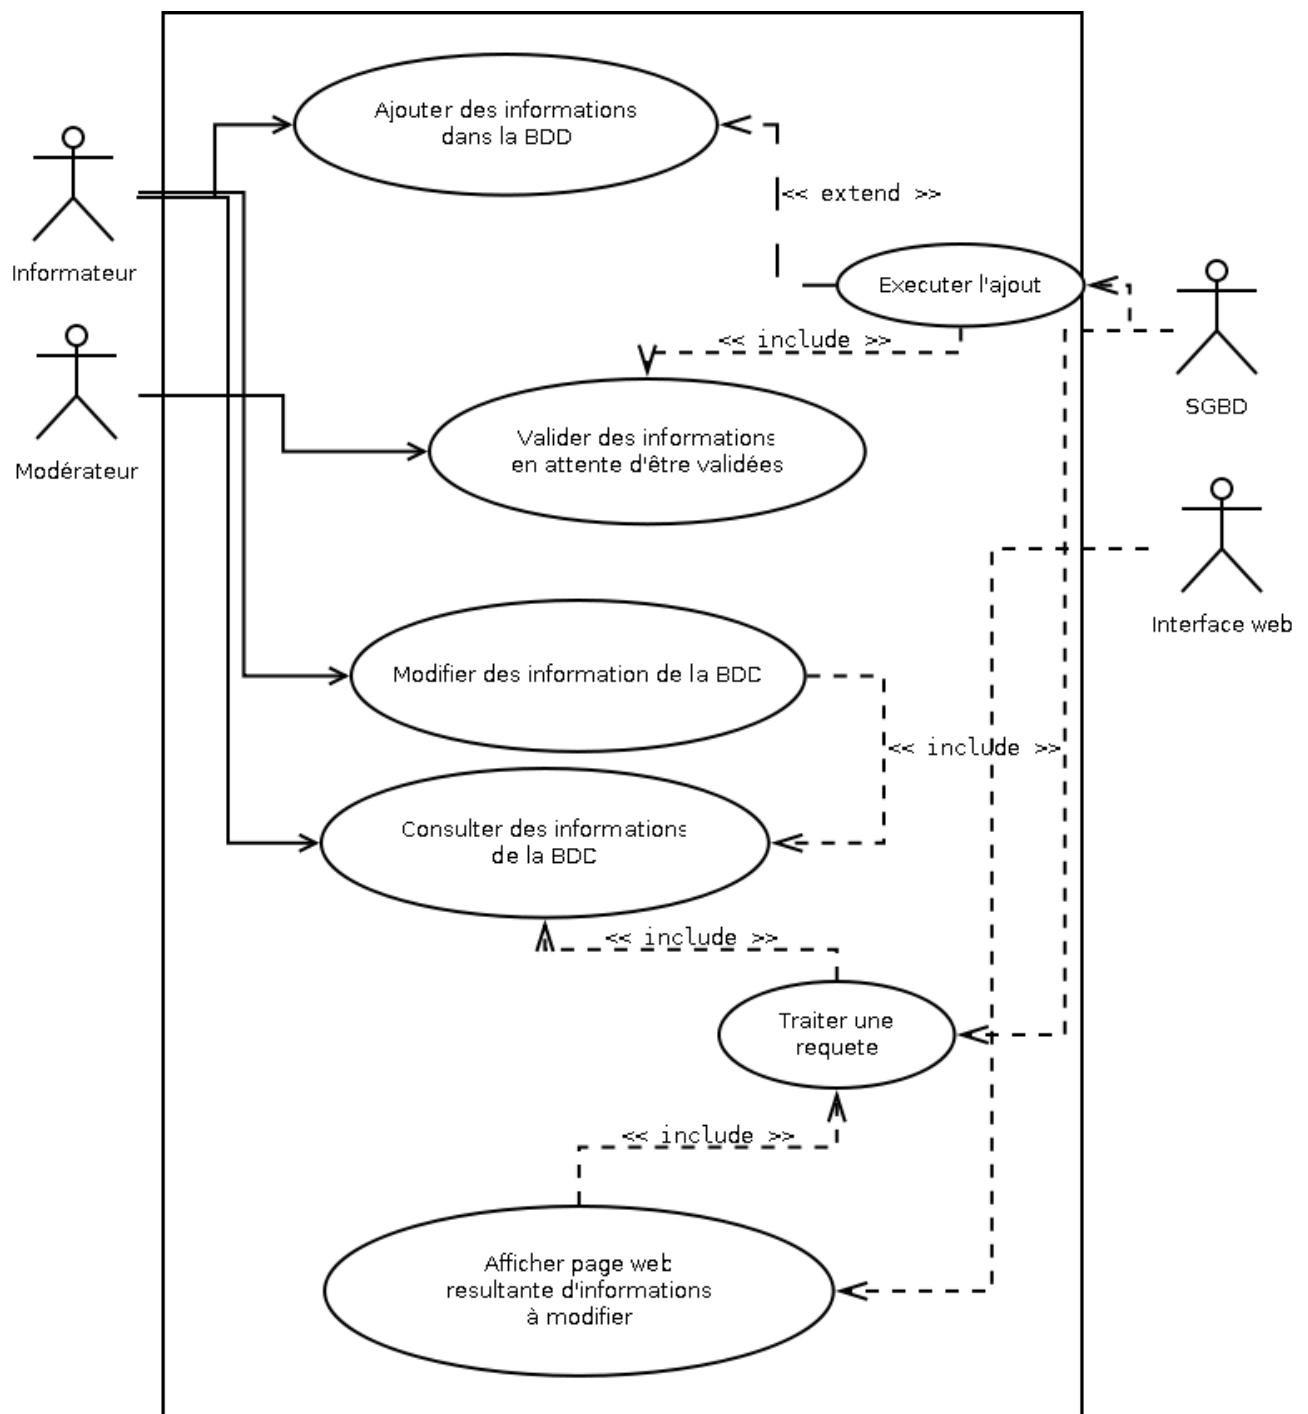 Ajouter des informations
dans la BDD
<< extend >>
Informateur
Executer l'ajout
<< include >>
SGBD
Modérateur
Valider des informations
en attente d'être validées
Interface web
Modifier des information de la BDD
<< include >>
Consulter des informations
de la BDD
<< include >>
Traiter une
requete
<< include >>
Afficher page web
resultante d'informations
à modifier